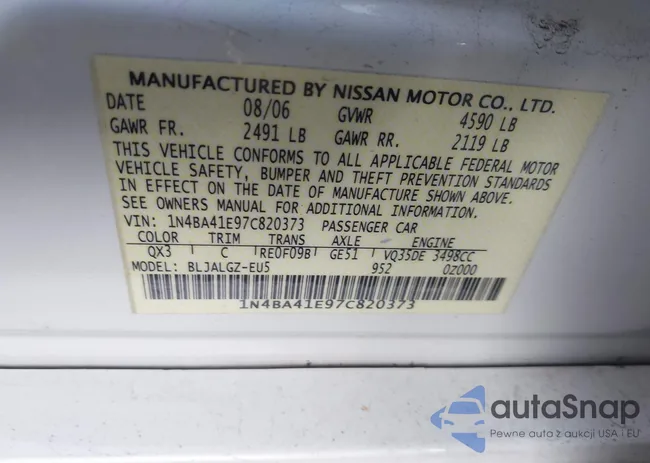 MANUFACTURED BY NISSAN MOTOR CO., LTD.
DATE 08/06 GVWR 4590 LB
GAWR FR. 2491 LB GAWR RR. 2119 LB
THIS VEHICLE CONFORMS TO ALL APPLICABLE FEDERAL MOTOR
VEHICLE SAFETY, BUMPER AND THEFT PREVENTION STANDARDS
IN EFFECT ON THE DATE OF MANUFACTURE SHOWN ABOVE.
SEE OWNERS MANUAL FOR ADDITIONAL INFORMATION.
VIN: 1N4BA41E97C820373 PASSENGER CAR
COLOR TRIM TRANS AXLE ENGINE
QX3 C RE0F09B GE51 VQ35DE 3498CC
MODEL: BLJALGZ-EU5 952 0Z000
1N4BA41E97C820373
autoSnap
Pewne auta z aukcji USA i EU